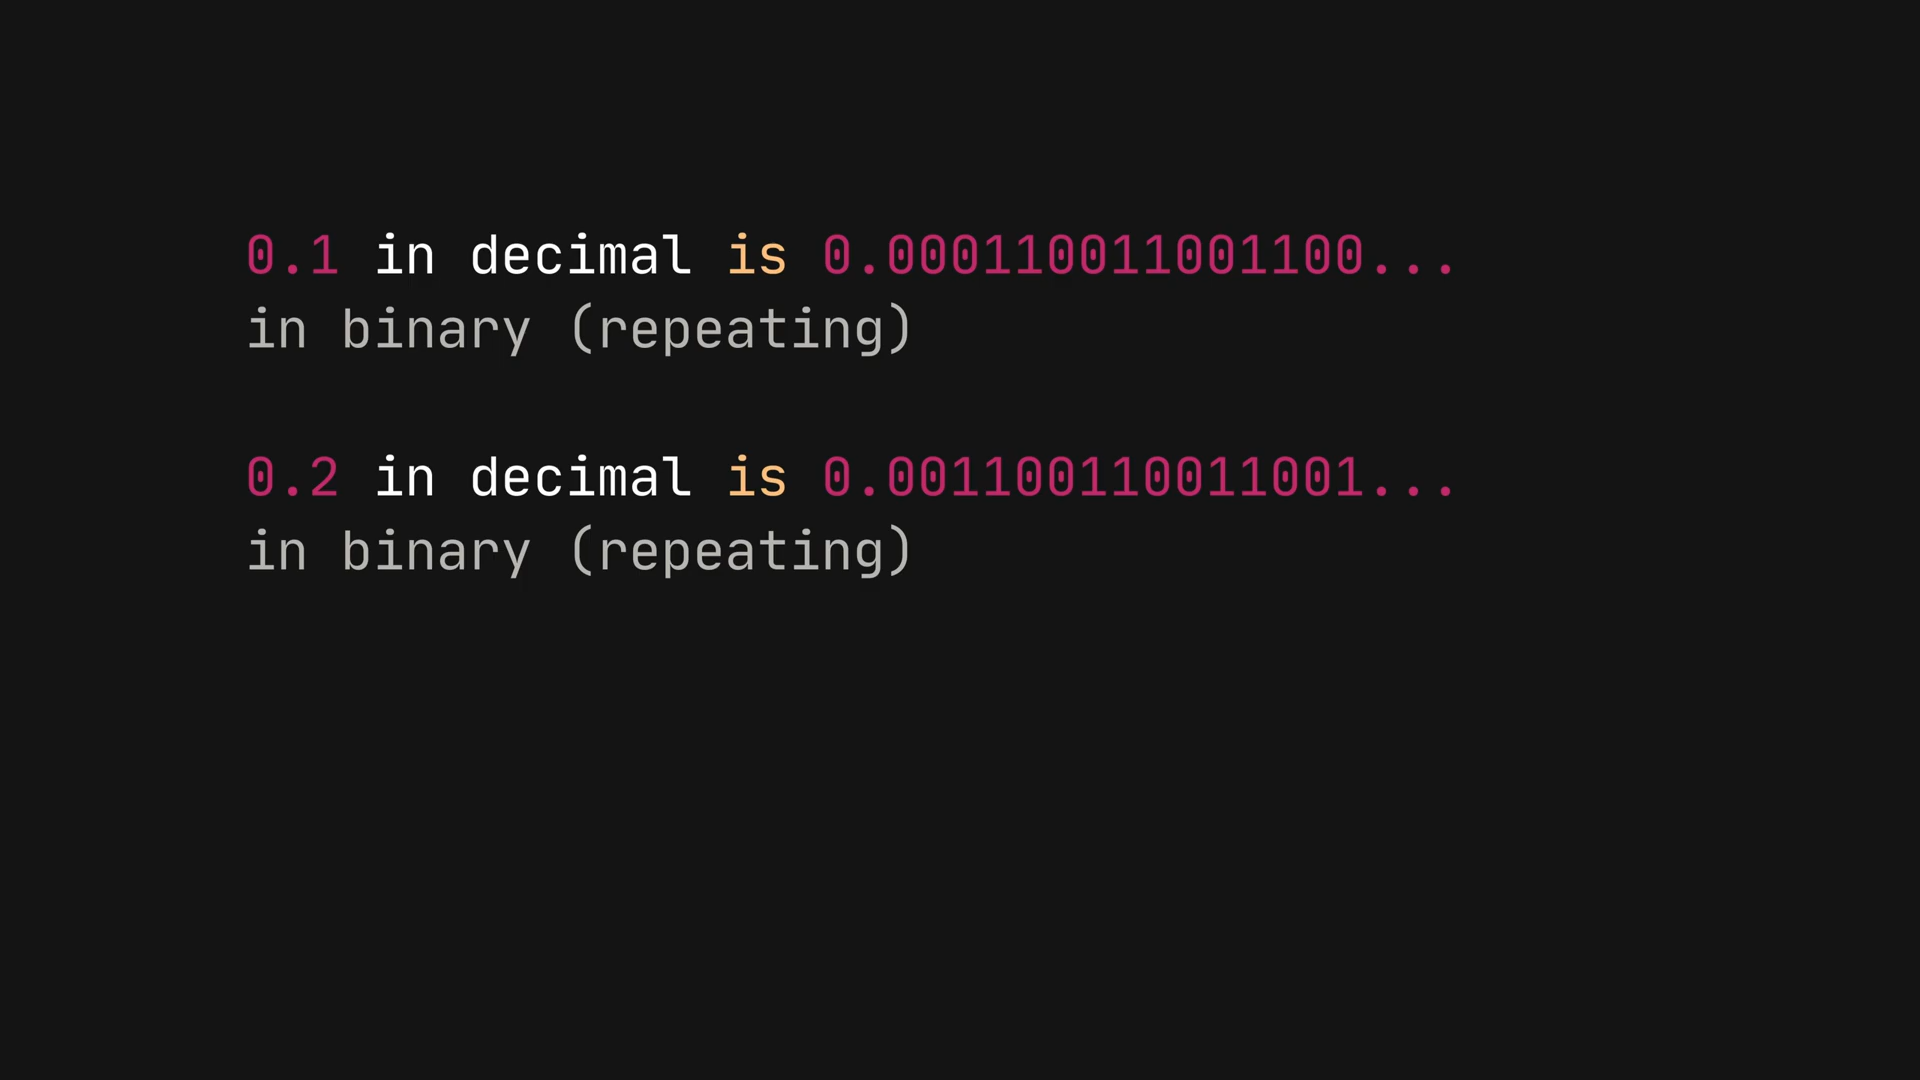 0.1 in decimal is 0.000110011001100...
in binary (repeating)
0.2 in decimal is 0.001100110011001...
in binary (repeating)